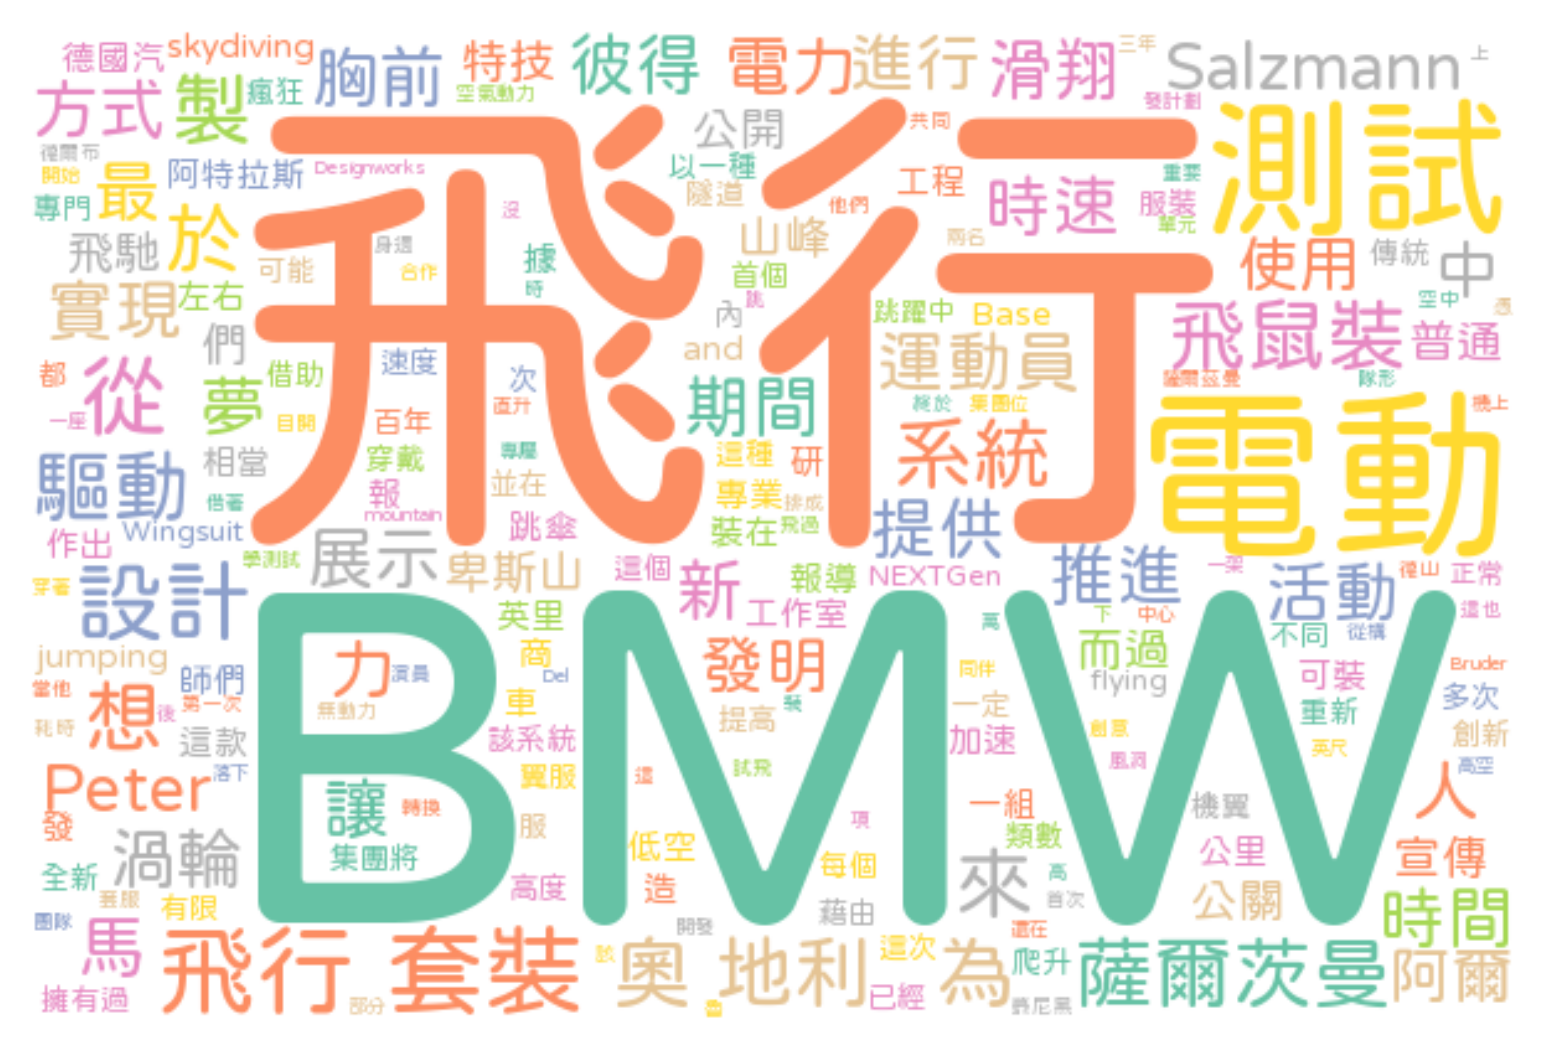 德國汽 skydiving 胸前 特技 彼得 電力 進行 滑翔 三年 Salzmann 上
方式 製 瘋狂 空氣動力 發計劃
公開 共同 測試
德爾布 阿特拉斯 Designworks 以一種 工程 重要
開始 最 隧道 時速 服裝
專門 於 沒 他們 單元
飛行
飛馳 身邊 據 山峰 兩名 使用 傳統 中
可能 合作 時 首個
實現 左右 跳 內 跳躍中 Base 飛鼠裝 普通 空中
們 速度 and 運動員
都 從 夢 借助 次 期間 薩爾茲曼 隊形
一座 目開 百年 直升 終於 集團位 機上
電動
驅動 相當 穿戴 專屬 這種 研 系統
借著 報 並在 專業 排成
Wingsuit mountain 跳傘 裝在 飛過 提供
作出 學測試 展示 卑斯山 這個 新 報導 NEXTGen 推進 一架 活動 德山 正常
穿著 設計 英里 工作室 萬 下 中心 不同 從構 這也
BMW
jumping 力 演員 商 Del 發明 同伴 而過 flying 可裝 Bruder
當他 想 師們 第一次 無動力 車 裝 一定 重新 多次
耗時 後 這款 該系統 提高 加速 創意 英尺 創新
Peter 落下 翼服 這 試飛 風洞 高空
發 讓 轉換 一組 機翼 人
渦輪 集團將 服 低空 項 類數 公里 宣傳
全新 高度 造 每個 來 高 首次 公關
團隊 有限 開發 藉由 還在 時間
馬 飛行 套裝 該 奧 地利 這次 為 爬升 薩爾茨曼 阿爾
擁有過 部分 已經